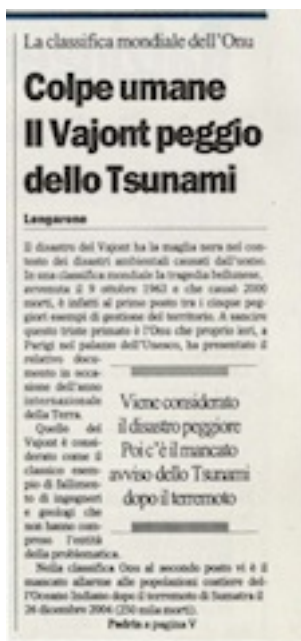 La classifica mondiale dell'Onu
Colpe umane
Il Vajont peggio
dello Tsunami
Longarone
Il disastro del Vajont ha la maglia nera nel con-
testo dei disastri ambientali causati dall'uomo.
In una classifica mondiale la tragedia bellunese,
avvenuta il 9 ottobre 1963 e che causò 2000
morti, è infatti al primo posto tra i cinque peg-
giori esempi di gestione del territorio. A sancire
questo triste primato è l'Onu che proprio ieri, a
Parigi nel palazzo dell'Unesco, ha presentato il
relativo docu-
mento in occa-
sione dell'anno
internazionale
della Terra.
Quello del
Vajont è consi-
derato come il
classico esem-
pio di fallimen-
to di ingegneri
e geologi che
non hanno com-
preso l'entità
della problematica.
Viene considerato
il disastro peggiore
Poi c'è il mancato
avviso dello Tsunami
dopo il terremoto
Nella classifica Onu al secondo posto vi è il
mancato allarme alle popolazioni costiere del-
l'Oceano Indiano dopo il terremoto di Sumatra il
26 dicembre 2004 (250 mila morti).
a pagina V